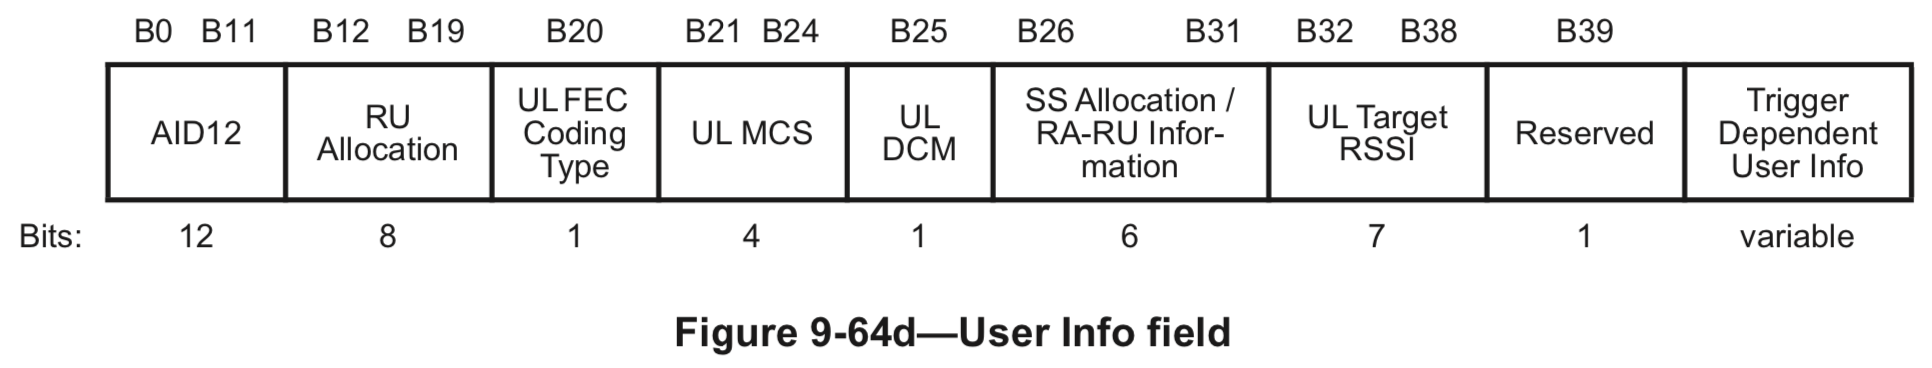 B0 B11 B12 B19 B20 B21 B24 B25 B26 B31 B32 B38 B39
AID12
RU
Allocation
UL FEC
Coding
Type
UL MCS
UL
DCM
SS Allocation /
RA-RU Infor-
mation
UL Target
RSSI
Reserved
Trigger
Dependent
User Info
Bits: 12 8 1 4 1 6 7 1 variable
Figure 9-64d—User Info field